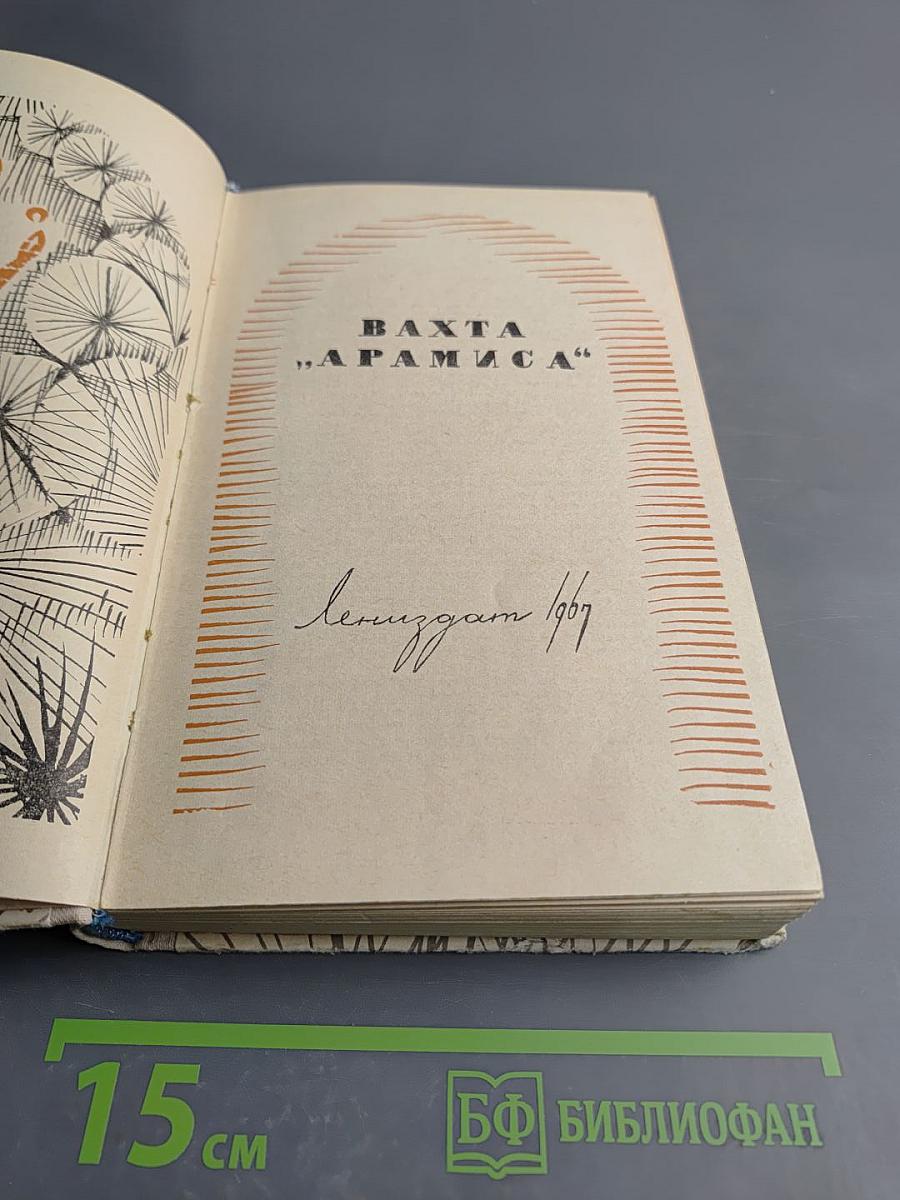 ВАХТА
„АРАМИСА“
Лениздат 1967
15 см
БФ БИБЛИОФАН